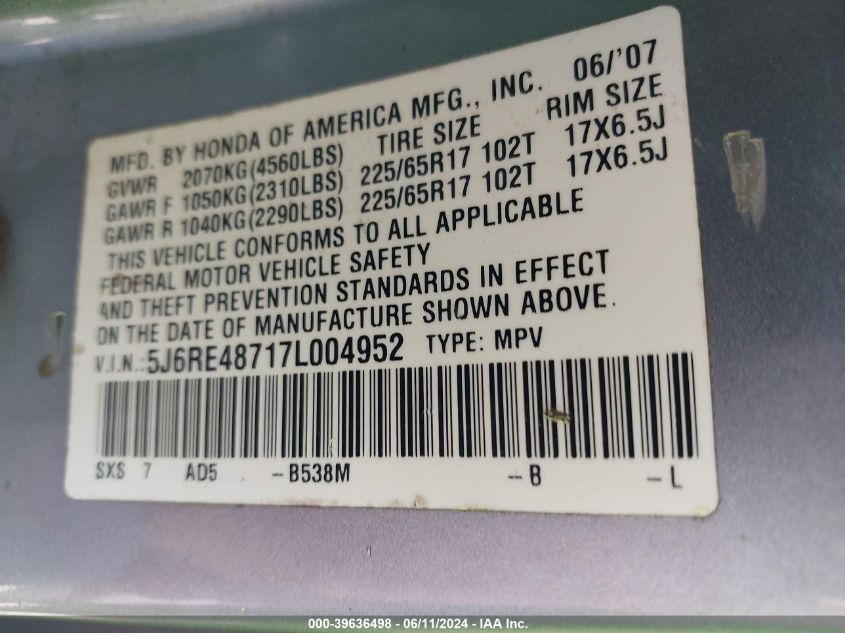 MFD. BY HONDA OF AMERICA MFG., INC. 06/'07
TIRE SIZE RIM SIZE
GVWR 2070KG(4560LBS)
GAWR F 1050KG(2310LBS) 225/65R17 102T 17X6.5J
GAWR R 1040KG(2290LBS) 225/65R17 102T 17X6.5J
THIS VEHICLE CONFORMS TO ALL APPLICABLE
FEDERAL MOTOR VEHICLE SAFETY
AND THEFT PREVENTION STANDARDS IN EFFECT
ON THE DATE OF MANUFACTURE SHOWN ABOVE.
V.I.N.:5J6RE48717L004952 TYPE: MPV
SXS 7 AD5 -B538M --B -L
000-39636498 - 06/11/2024 - IAA Inc.